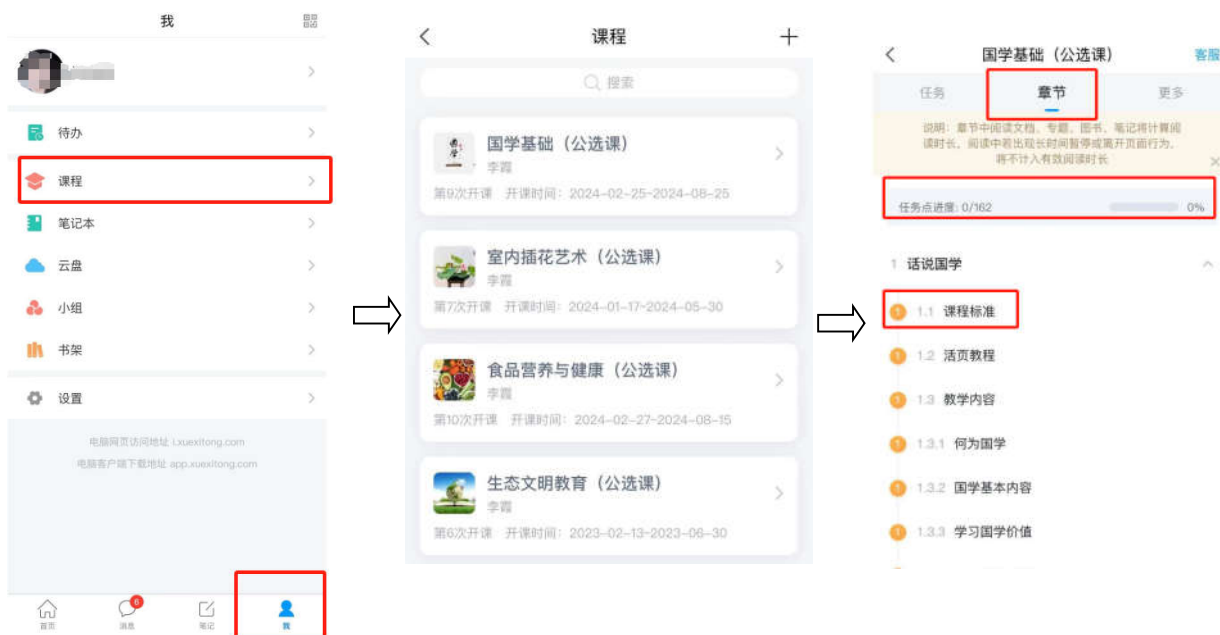 我
待办
课程
笔记本
云盘
小组
书架
设置
电脑网页访问地址 i.xuexitong.com
电脑客户端下载地址 app.xuexitong.com
首页
消息
6
笔记
我
课程
搜索
国学基础（公选课）
李霞
第9次开课 开课时间：2024-02-25~2024-08-25
室内插花艺术（公选课）
李霞
第7次开课 开课时间：2024-01-17~2024-05-30
食品营养与健康（公选课）
李霞
第10次开课 开课时间：2024-02-27~2024-08-15
生态文明教育（公选课）
李霞
第6次开课 开课时间：2023-02-13~2023-06-30
国学基础（公选课）
客服
任务
章节
更多
说明：章节中阅读文档、专题、图书、笔记将计算阅
读时长，阅读中若出现长时间暂停或离开页面行为，
将不计入有效阅读时长
任务点进度: 0/162
0%
1 话说国学
1 1.1 课程标准
1 1.2 活页教程
1 1.3 教学内容
1 1.3.1 何为国学
1 1.3.2 国学基本内容
1 1.3.3 学习国学价值